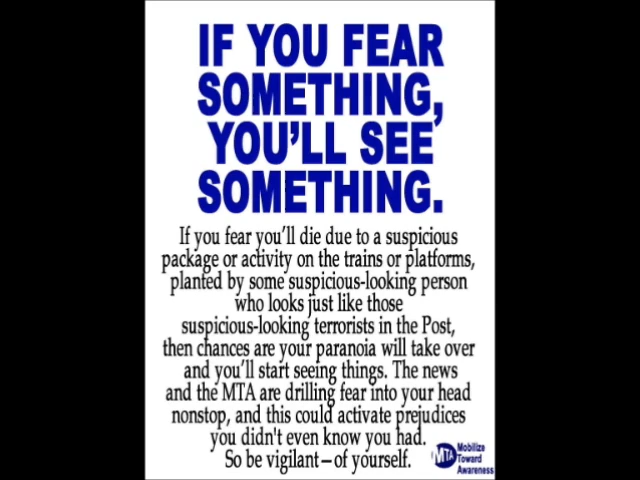 IF YOU FEAR
SOMETHING,
YOU'LL SEE
SOMETHING.
If you fear you'll die due to a suspicious
package or activity on the trains or platforms,
planted by some suspicious-looking person
who looks just like those
suspicious-looking terrorists in the Post,
then chances are your paranoia will take over
and you'll start seeing things. The news
and the MTA are drilling fear into your head
nonstop, and this could activate prejudices
you didn't even know you had.
So be vigilant—of yourself.
MTA
Mobilize
Toward
Awareness